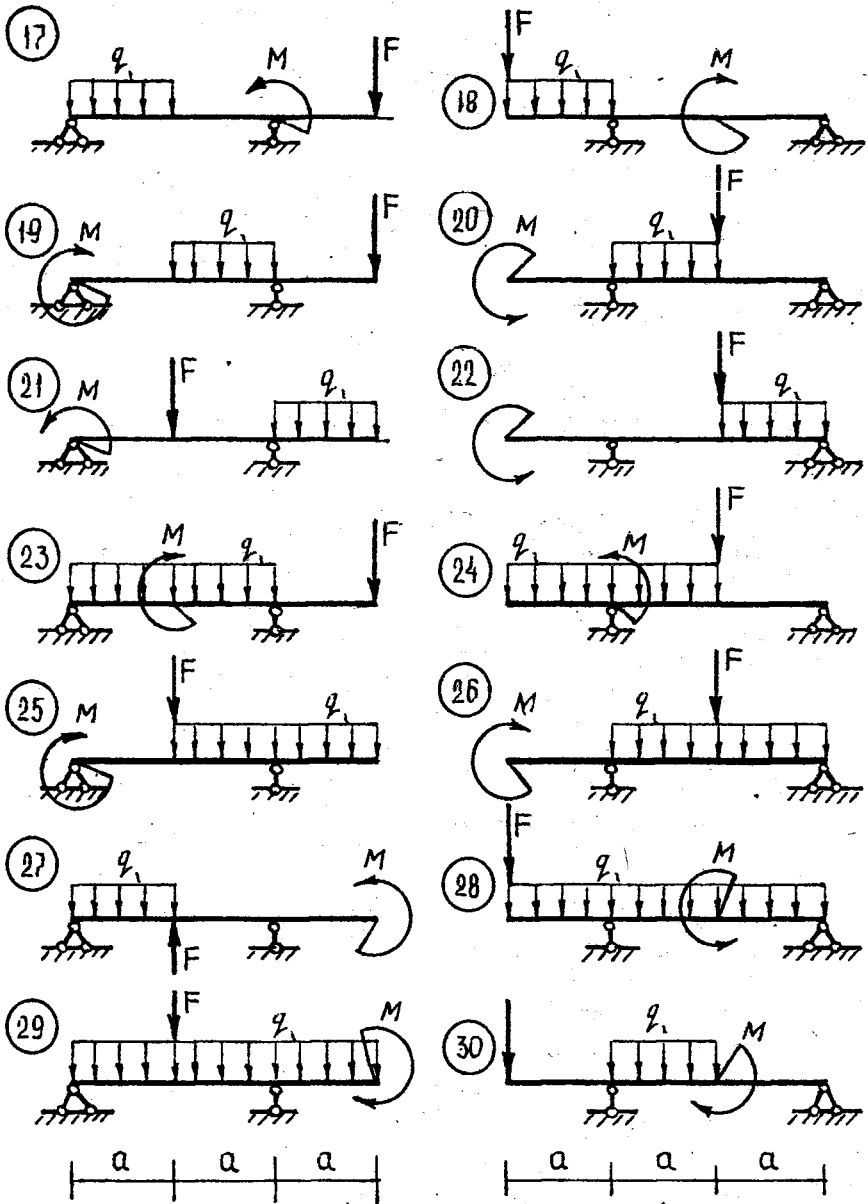 17 q M F
F q M 18
19 M q F
20 M q F
21 M F q
22 F q
23 q M F
24 q M F
25 M F q
26 M q F
27 q F M
28 F q M
29 F q M
30 q M
a a a a a a